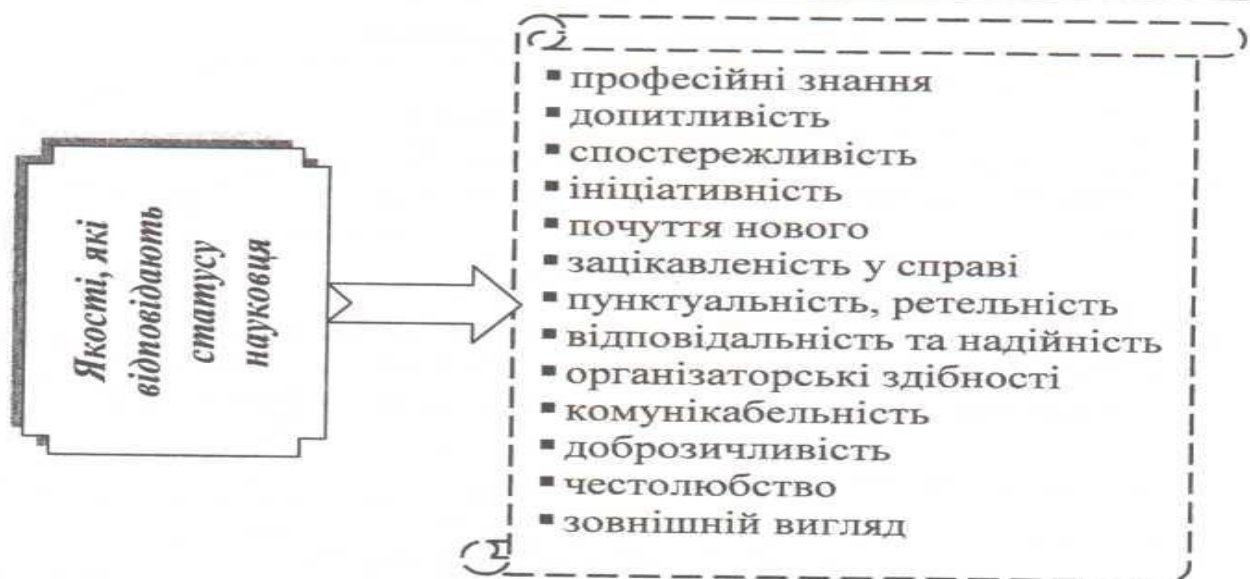 Якості, які
відповідають
статусу
науковця
▪ професійні знання
▪ допитливість
▪ спостережливість
▪ ініціативність
▪ почуття нового
▪ зацікавленість у справі
▪ пунктуальність, ретельність
▪ відповідальність та надійність
▪ організаторські здібності
▪ комунікабельність
▪ доброзичливість
▪ честолюбство
▪ зовнішній вигляд